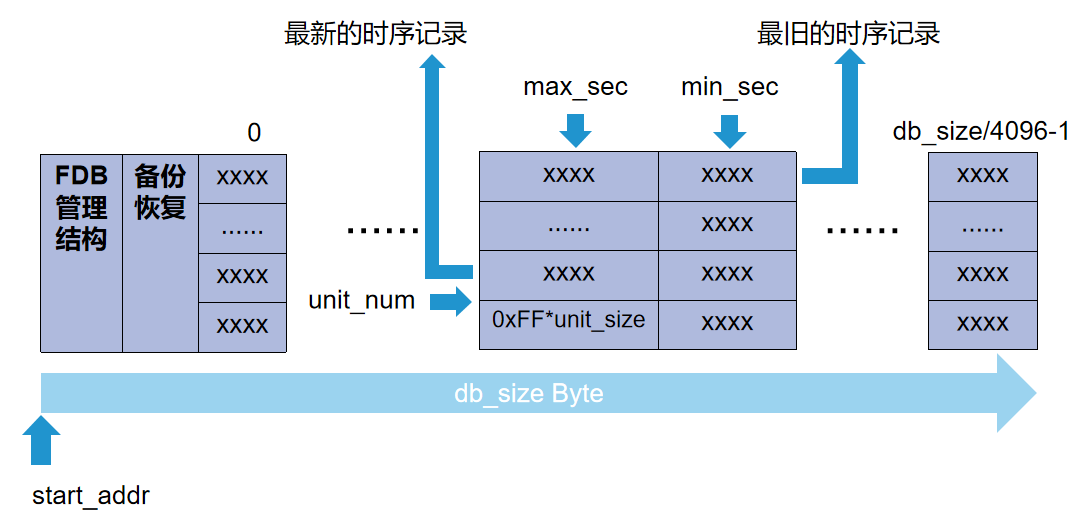 最新的时序记录
最旧的时序记录
max_sec
min_sec
0
db_size/4096-1
FDB
管理
结构
备份
恢复
xxxx
......
xxxx
xxxx
......
xxxx
......
xxxx
0xFF*unit_size
xxxx
xxxx
xxxx
xxxx
......
xxxx
......
xxxx
xxxx
unit_num
db_size Byte
start_addr